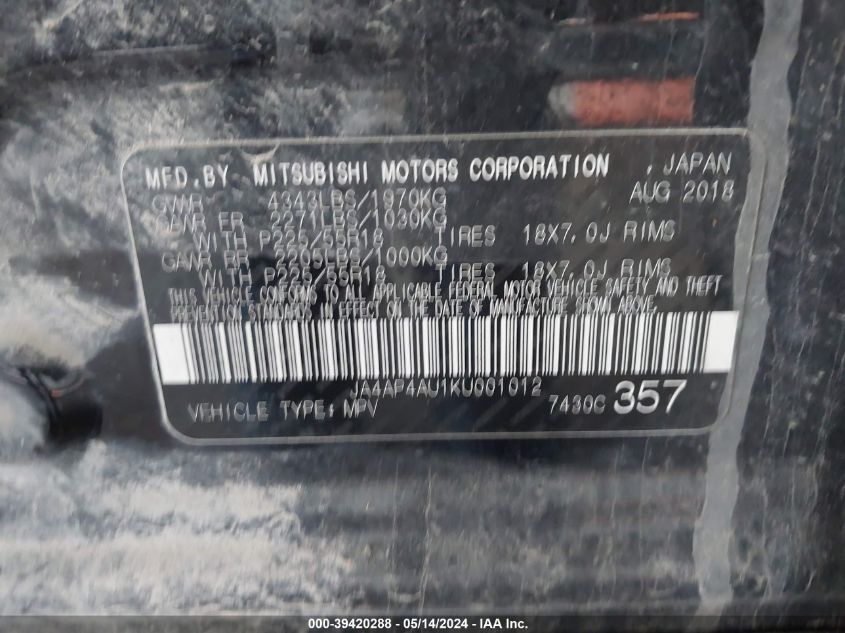 MFD. BY MITSUBISHI MOTORS CORPORATION , JAPAN
GVWR 4343LBS/1970KG AUG 2018
GAWR FR 2271LBS/1030KG
WITH P225/55R18 TIRES 18X7.0J RIMS
GAWR RR 2205LBS/1000KG
WITH P225/55R18 TIRES 18X7.0J RIMS
THIS VEHICLE CONFORMS TO ALL APPLICABLE FEDERAL MOTOR VEHICLE SAFETY AND THEFT
PREVENTION STANDARDS IN EFFECT ON THE DATE OF MANUFACTURE SHOWN ABOVE.
JA4AP4AU1KU001012
VEHICLE TYPE: MPV 7430C 357
000-39420288 - 05/14/2024 - IAA, Inc.